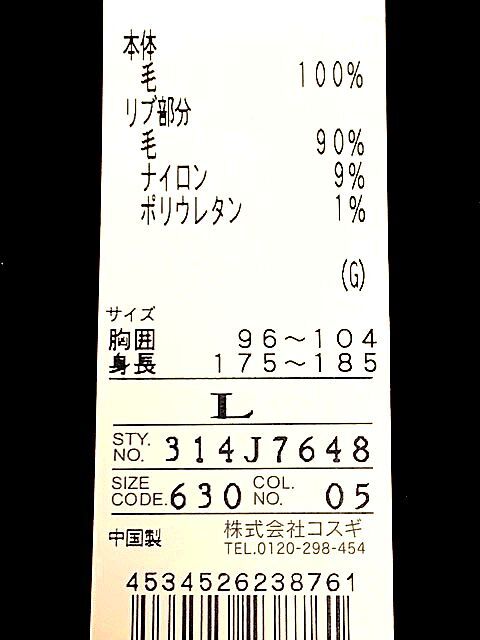 本体
毛 100%
リブ部分
毛 90%
ナイロン 9%
ポリウレタン 1%
(G)
サイズ
胸囲 96～104
身長 175～185
L
STY. NO. 314J7648
SIZE CODE. 630 COL. NO. 05
中国製 株式会社コスギ
TEL.0120-298-454
4534526238761